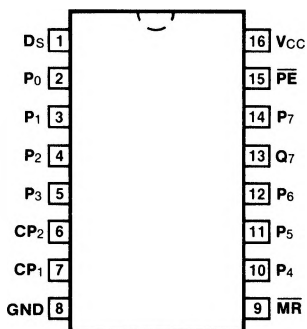 DS 1 16 VCC
P0 2 15 PE
P1 3 14 P7
P2 4 13 Q7
P3 5 12 P6
CP2 6 11 P5
CP1 7 10 P4
GND 8 9 MR